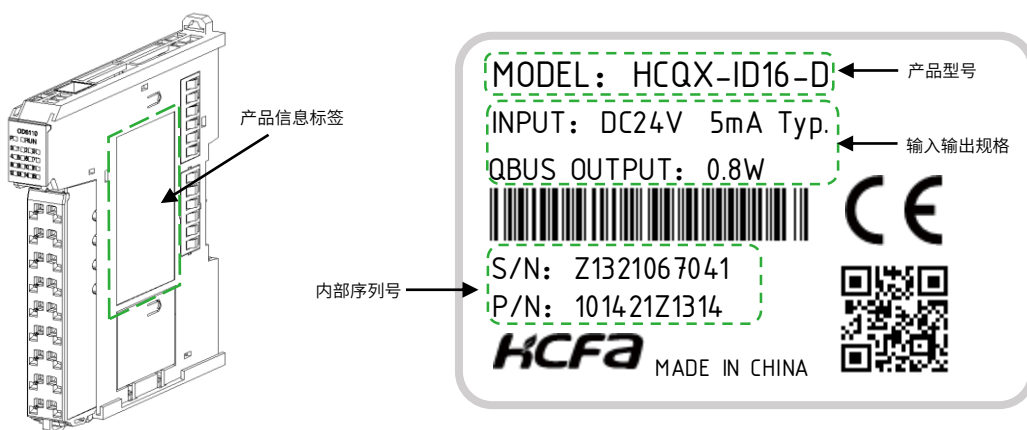 OD8110
RUN
产品信息标签
MODEL： HCQX-ID16-D
产品型号
INPUT： DC24V 5mA Typ.
QBUS OUTPUT： 0.8W
输入输出规格
CE
S/N： Z1321067041
P/N： 101421Z1314
内部序列号
HCFa
MADE IN CHINA